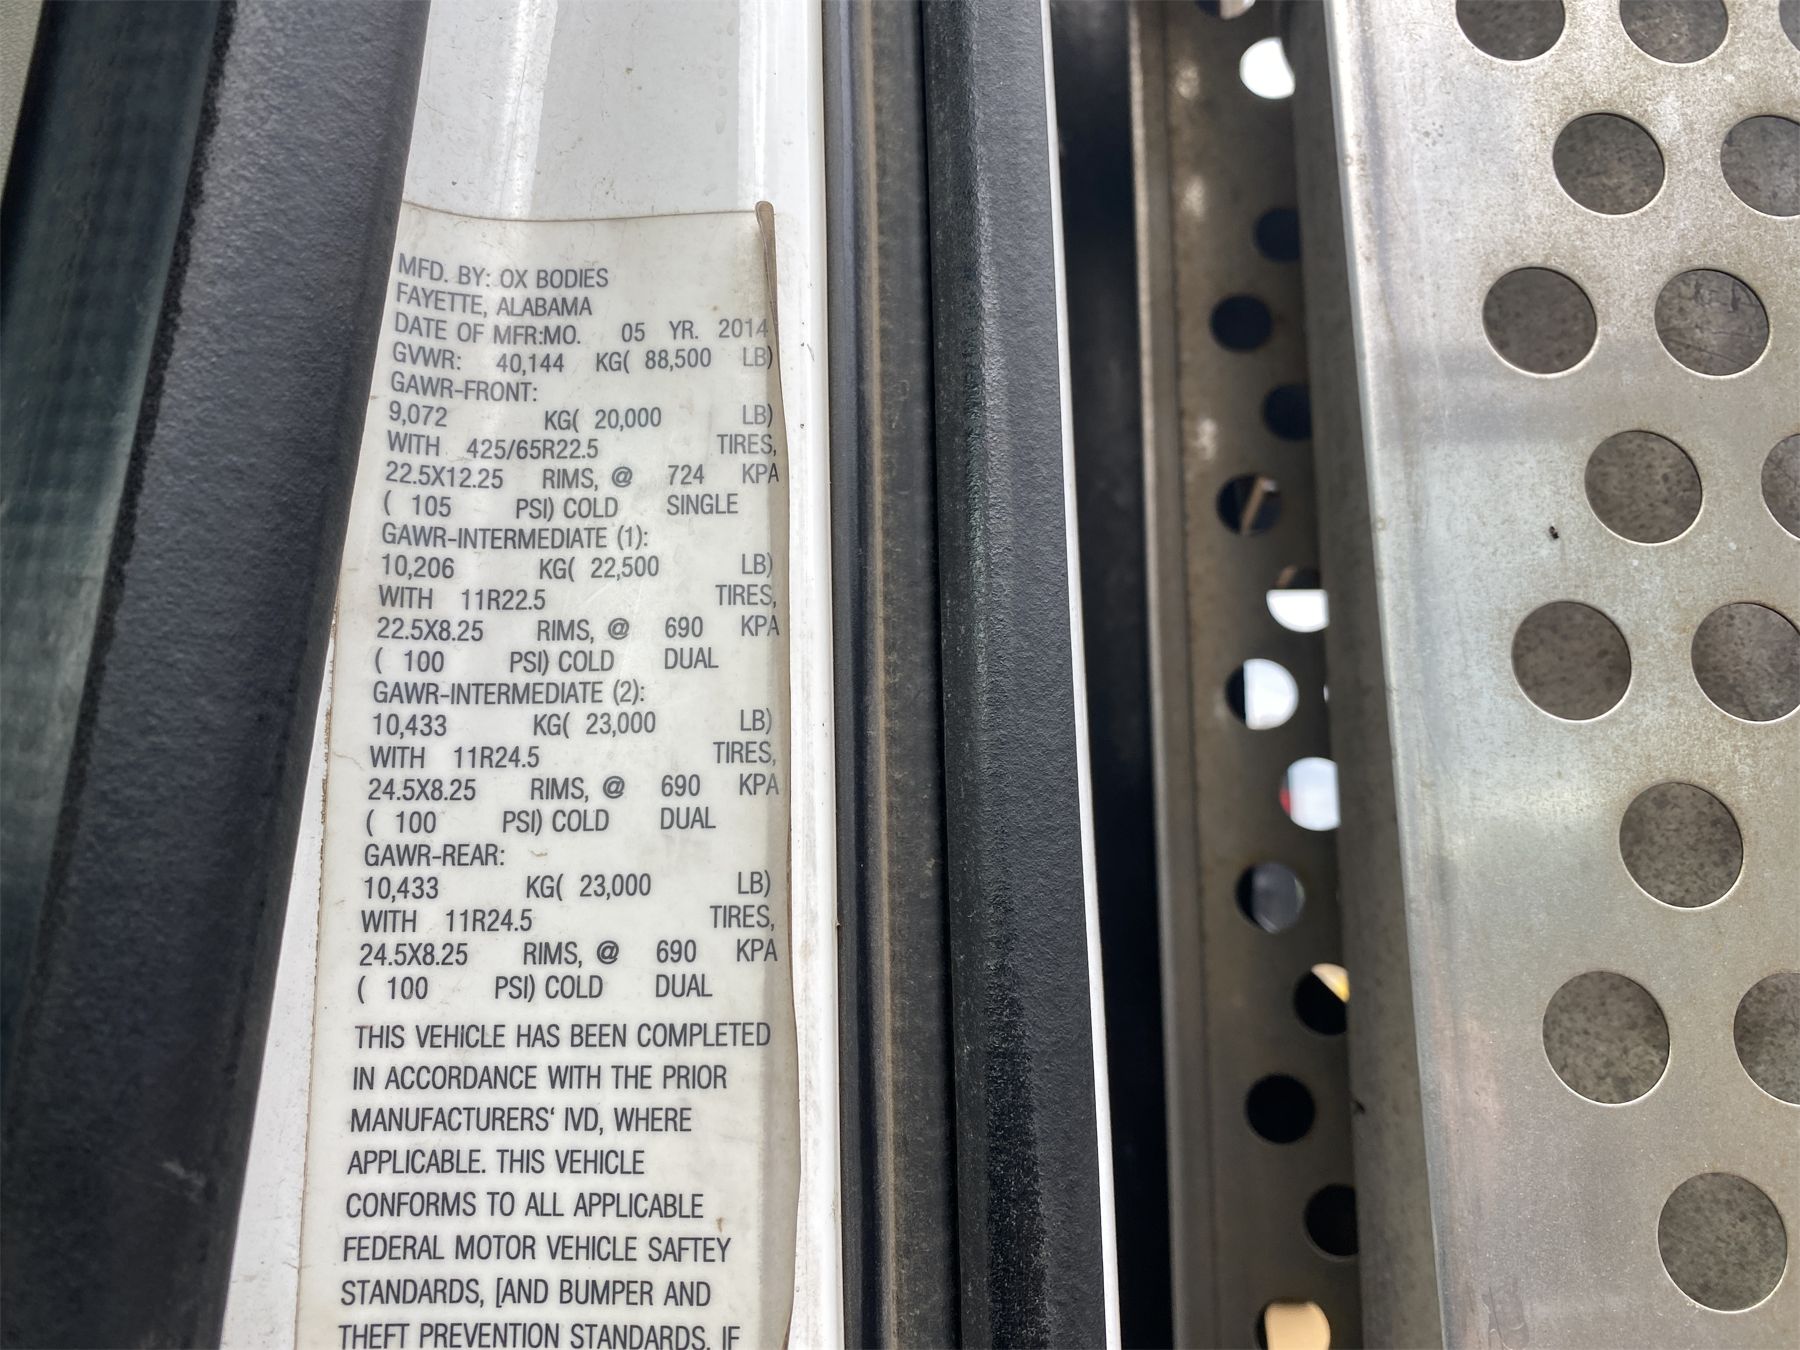 MFD. BY: OX BODIES
FAYETTE, ALABAMA
DATE OF MFR:MO. 05 YR. 2014
GVWR: 40,144 KG( 88,500 LB)
GAWR-FRONT:
9,072 KG( 20,000 LB)
WITH 425/65R22.5 TIRES,
22.5X12.25 RIMS, @ 724 KPA
( 105 PSI) COLD SINGLE
GAWR-INTERMEDIATE (1):
10,206 KG( 22,500 LB)
WITH 11R22.5 TIRES,
22.5X8.25 RIMS, @ 690 KPA
( 100 PSI) COLD DUAL
GAWR-INTERMEDIATE (2):
10,433 KG( 23,000 LB)
WITH 11R24.5 TIRES,
24.5X8.25 RIMS, @ 690 KPA
( 100 PSI) COLD DUAL
GAWR-REAR:
10,433 KG( 23,000 LB)
WITH 11R24.5 TIRES,
24.5X8.25 RIMS, @ 690 KPA
( 100 PSI) COLD DUAL
THIS VEHICLE HAS BEEN COMPLETED
IN ACCORDANCE WITH THE PRIOR
MANUFACTURERS‘ IVD, WHERE
APPLICABLE. THIS VEHICLE
CONFORMS TO ALL APPLICABLE
FEDERAL MOTOR VEHICLE SAFTEY
STANDARDS, [AND BUMPER AND
THEFT PREVENTION STANDARDS, IF